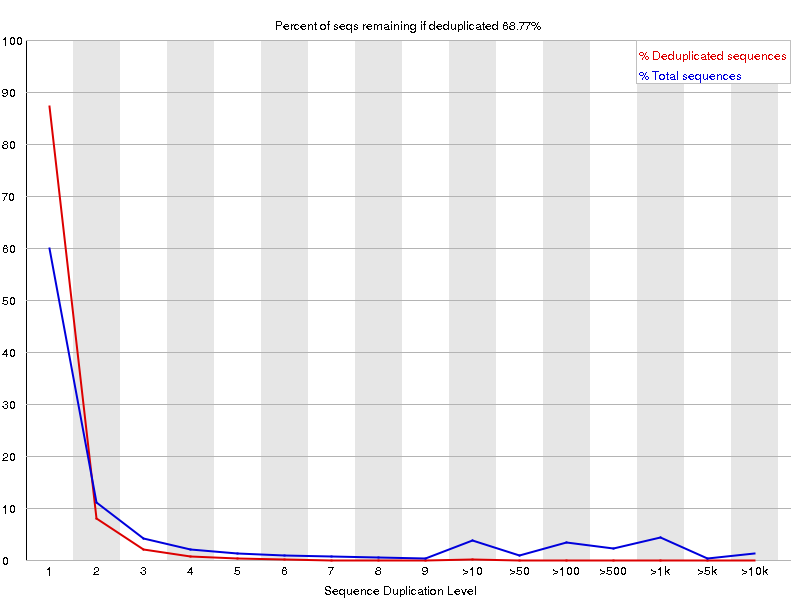 Percent of seqs remaining if deduplicated 68.77%
% Deduplicated sequences
% Total sequences
100
90
80
70
60
50
40
30
20
10
0
1 2 3 4 5 6 7 8 9 >10 >50 >100 >500 >1k >5k >10k
Sequence Duplication Level